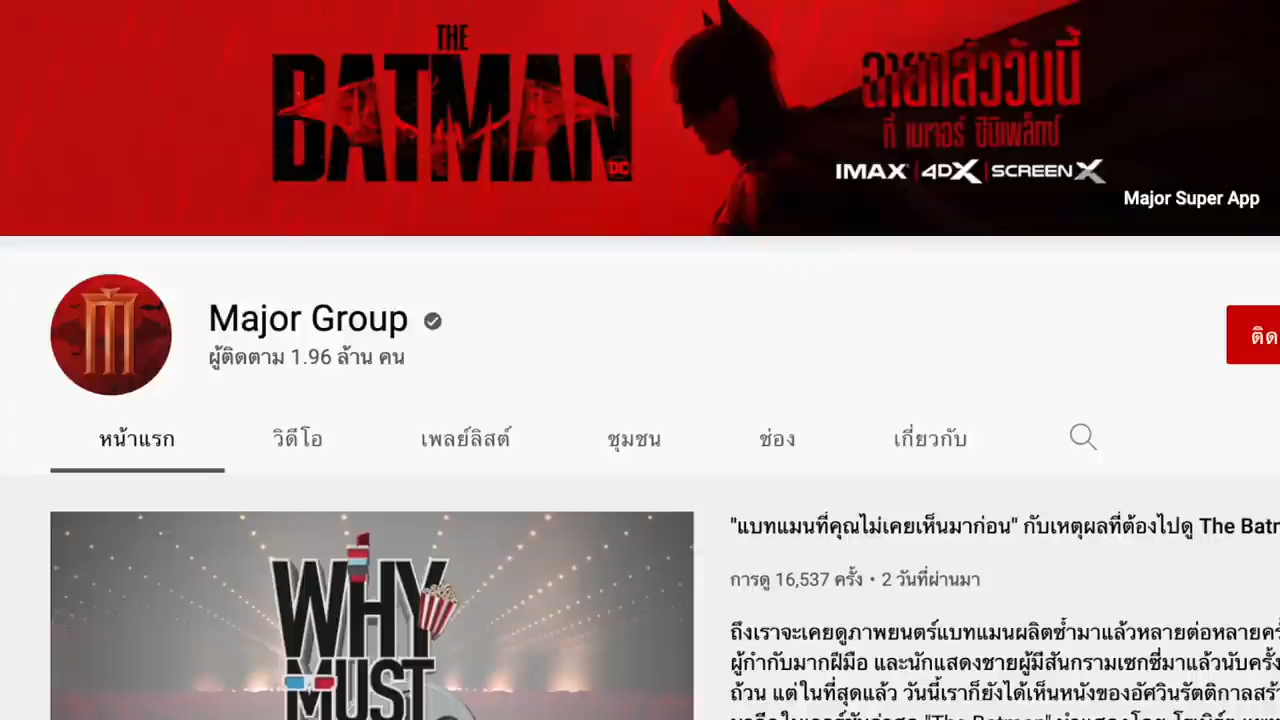 THE
BATMAN
DC
ฉายแล้ววันนี้
ที่ เมเจอร์ ซีนีเพล็กซ์
IMAX | 4DX | SCREENX
Major Super App
Major Group
ผู้ติดตาม 1.96 ล้าน คน
ติด
หน้าแรก วิดีโอ เพลย์ลิสต์ ชุมชน ช่อง เกี่ยวกับ
"แบทแมนที่คุณไม่เคยเห็นมาก่อน" กับเหตุผลที่ต้องไปดู The Bat
การดู 16,537 ครั้ง • 2 วันที่ผ่านมา
WHY
MUST
ถึงเราจะเคยดูภาพยนตร์แบทแมนผลิตซ้ำมาแล้วหลายต่อหลายครั้
ผู้กำกับมากฝีมือ และนักแสดงชายผู้มีสันกรามเซกซี่มาแล้วนับครั้ง
ถ้วน แต่ในที่สุดแล้ว วันนี้เราก็ยังได้เห็นหนังของอัศวินรัตติกาลสร้